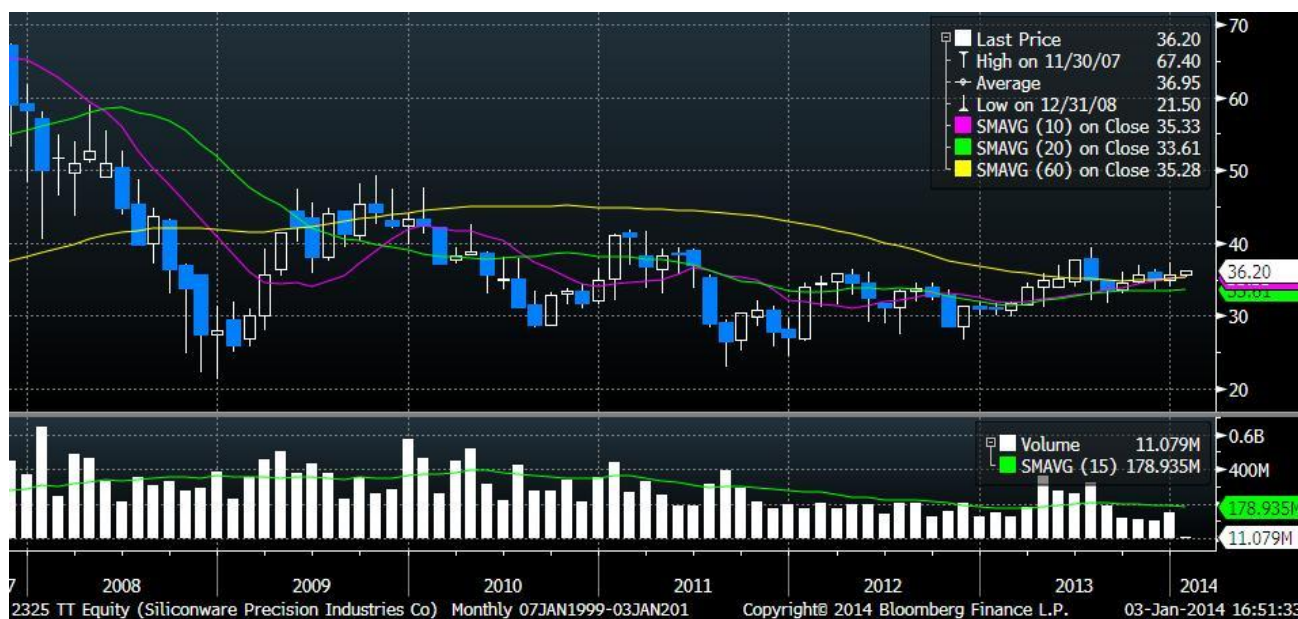 70
Last Price 36.20
High on 11/30/07 67.40
Average 36.95
Low on 12/31/08 21.50
SMAVG (10) on Close 35.33
SMAVG (20) on Close 33.61
SMAVG (60) on Close 35.28
60
50
40
36.20
33.61
30
20
Volume 11.079M
SMAVG (15) 178.935M
0.6B
400M
178.935M
11.079M
7 2008 2009 2010 2011 2012 2013 2014
2325 TT Equity (Siliconware Precision Industries Co) Monthly 07JAN1999-03JAN201 Copyright© 2014 Bloomberg Finance L.P. 03-Jan-2014 16:51:33